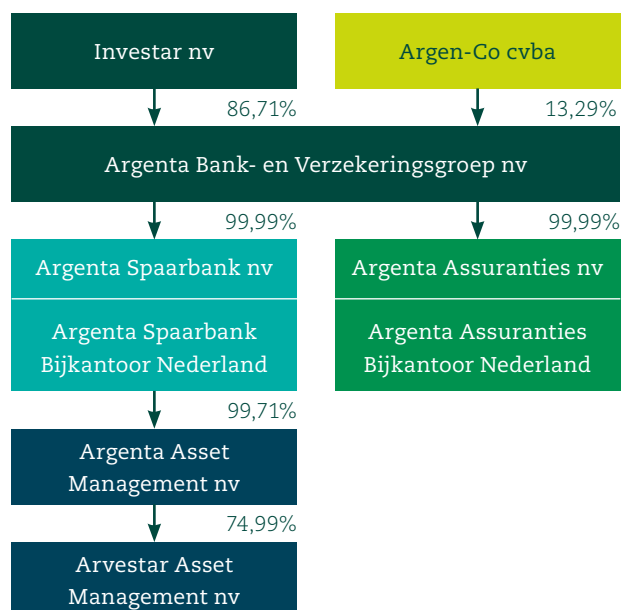 Investar nv
Argen-Co cvba
86,71%
13,29%
Argenta Bank- en Verzekeringsgroep nv
99,99%
99,99%
Argenta Spaarbank nv
Argenta Assuranties nv
Argenta Spaarbank
Bijkantoor Nederland
Argenta Assuranties
Bijkantoor Nederland
99,71%
Argenta Asset
Management nv
74,99%
Arvestar Asset
Management nv